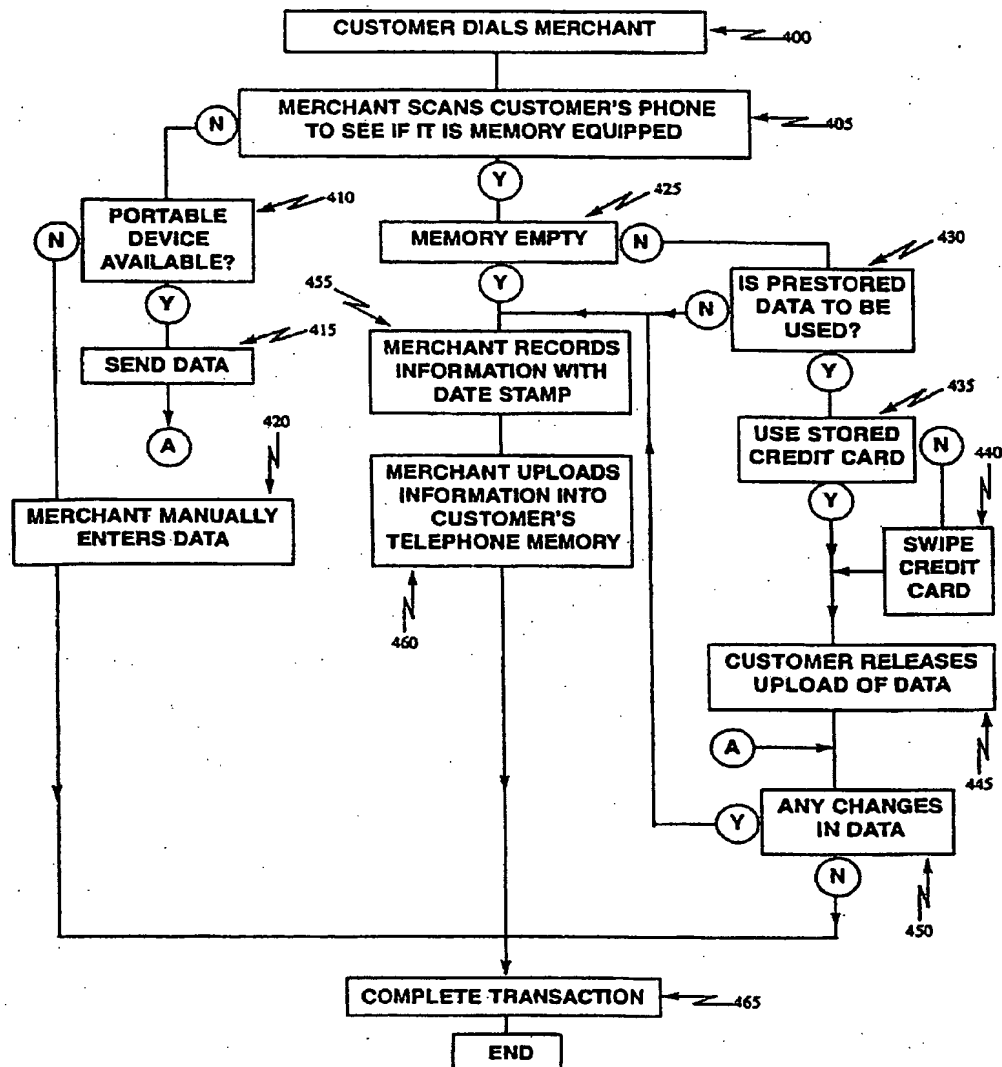 CUSTOMER DIALS MERCHANT
400
MERCHANT SCANS CUSTOMER'S PHONE
TO SEE IF IT IS MEMORY EQUIPPED
405
N
Y
410
PORTABLE
DEVICE
AVAILABLE?
N
Y
415
SEND DATA
A
420
MERCHANT MANUALLY
ENTERS DATA
425
MEMORY EMPTY
N
Y
430
IS PRESTORED
DATA TO BE
USED?
N
Y
455
MERCHANT RECORDS
INFORMATION WITH
DATE STAMP
MERCHANT UPLOADS
INFORMATION INTO
CUSTOMER'S
TELEPHONE MEMORY
460
435
USE STORED
CREDIT CARD
N
Y
440
SWIPE
CREDIT
CARD
CUSTOMER RELEASES
UPLOAD OF DATA
445
A
ANY CHANGES
IN DATA
Y
N
450
COMPLETE TRANSACTION
465
END